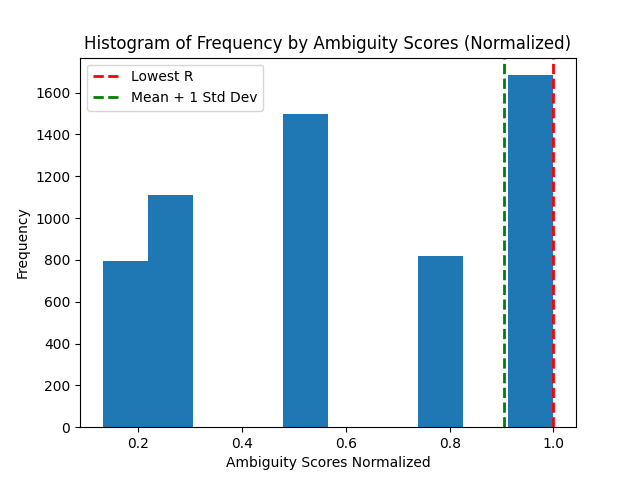 Histogram of Frequency by Ambiguity Scores (Normalized)
Lowest R
Mean + 1 Std Dev
1600
1400
1200
1000
800
600
400
200
0
Frequency
0.2 0.4 0.6 0.8 1.0
Ambiguity Scores Normalized